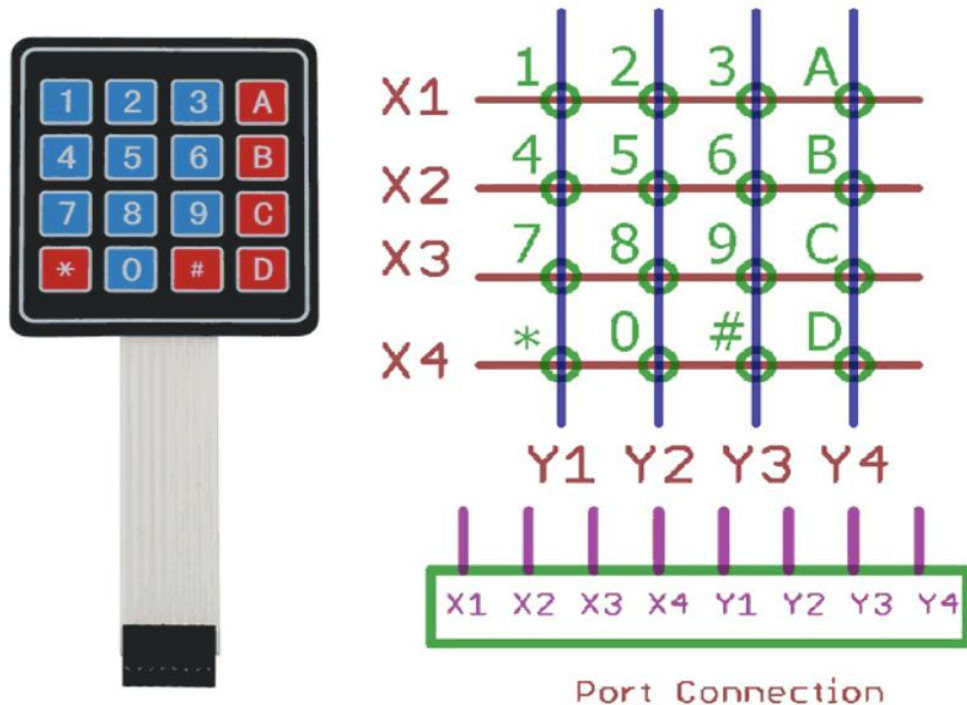 1 2 3 A
4 5 6 B
7 8 9 C
* 0 # D
X1 1 2 3 A
X2 4 5 6 B
X3 7 8 9 C
X4 * 0 # D
Y1 Y2 Y3 Y4
X1 X2 X3 X4 Y1 Y2 Y3 Y4
Port Connection